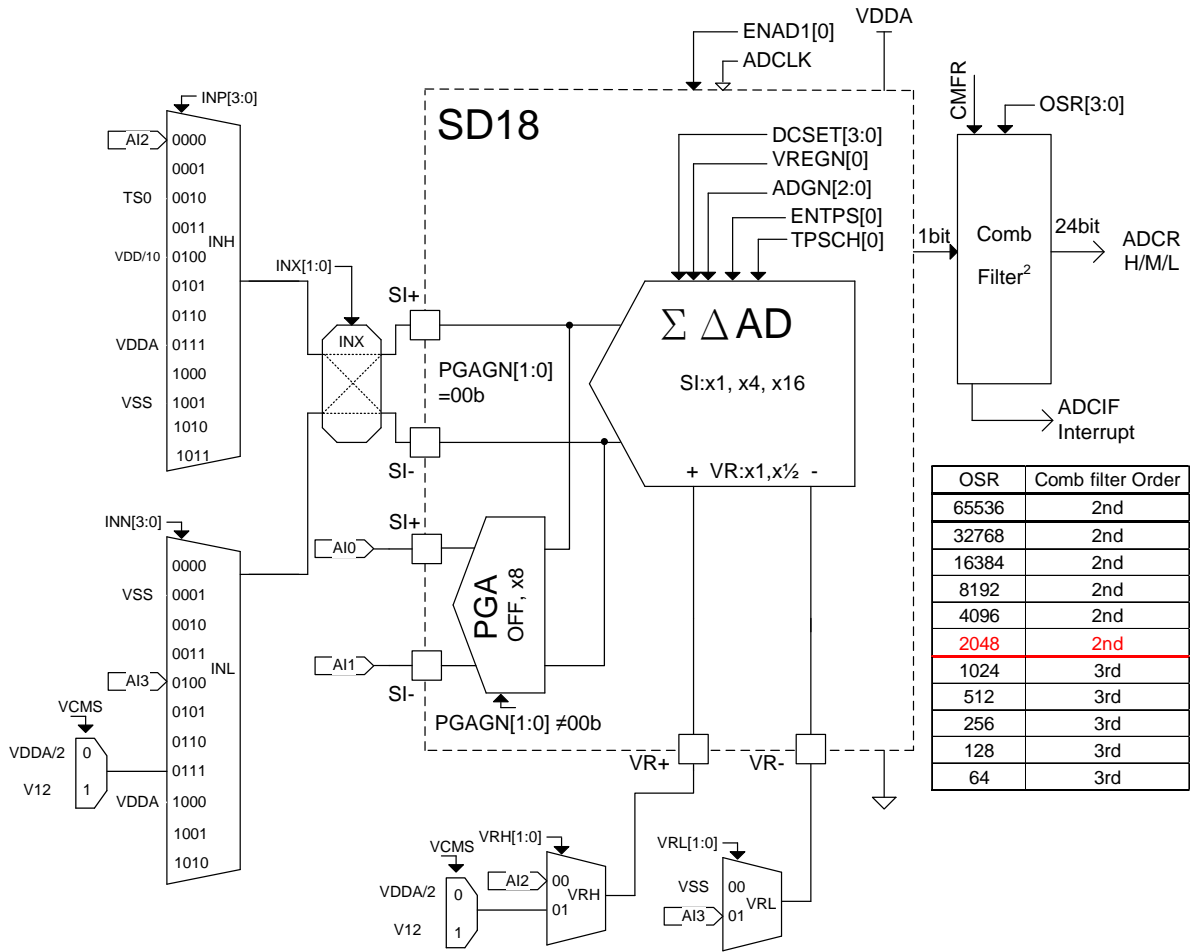 ENAD1[0]
VDDA
ADCLK
CMFR
OSR[3:0]
INP[3:0]
AI2
0000
0001
TS0
0010
0011
VDD/10
0100
0101
0110
VDDA
0111
1000
VSS
1001
1010
1011
INH
INX[1:0]
INX
SI+
SI-
PGAGN[1:0]
=00b
SD18
DCSET[3:0]
VREGN[0]
ADGN[2:0]
ENTPS[0]
TPSCH[0]
Σ Δ AD
SI:x1, x4, x16
+ VR:x1,x½ -
1bit
Comb
Filter2
24bit
ADCR
H/M/L
ADCIF
Interrupt
INN[3:0]
0000
VSS
0001
0010
0011
AI3
0100
0101
0110
0111
VDDA
1000
1001
1010
INL
VCMS
VDDA/2
0
V12
1
SI+
AI0
AI1
SI-
PGA
OFF, x8
PGAGN[1:0] ≠00b
VR+
VR-
VRH[1:0]
VCMS
VDDA/2
0
V12
1
AI2
00
01
VRH
VRL[1:0]
VSS
00
AI3
01
VRL
OSR Comb filter Order
65536 2nd
32768 2nd
16384 2nd
8192 2nd
4096 2nd
2048 2nd
1024 3rd
512 3rd
256 3rd
128 3rd
64 3rd